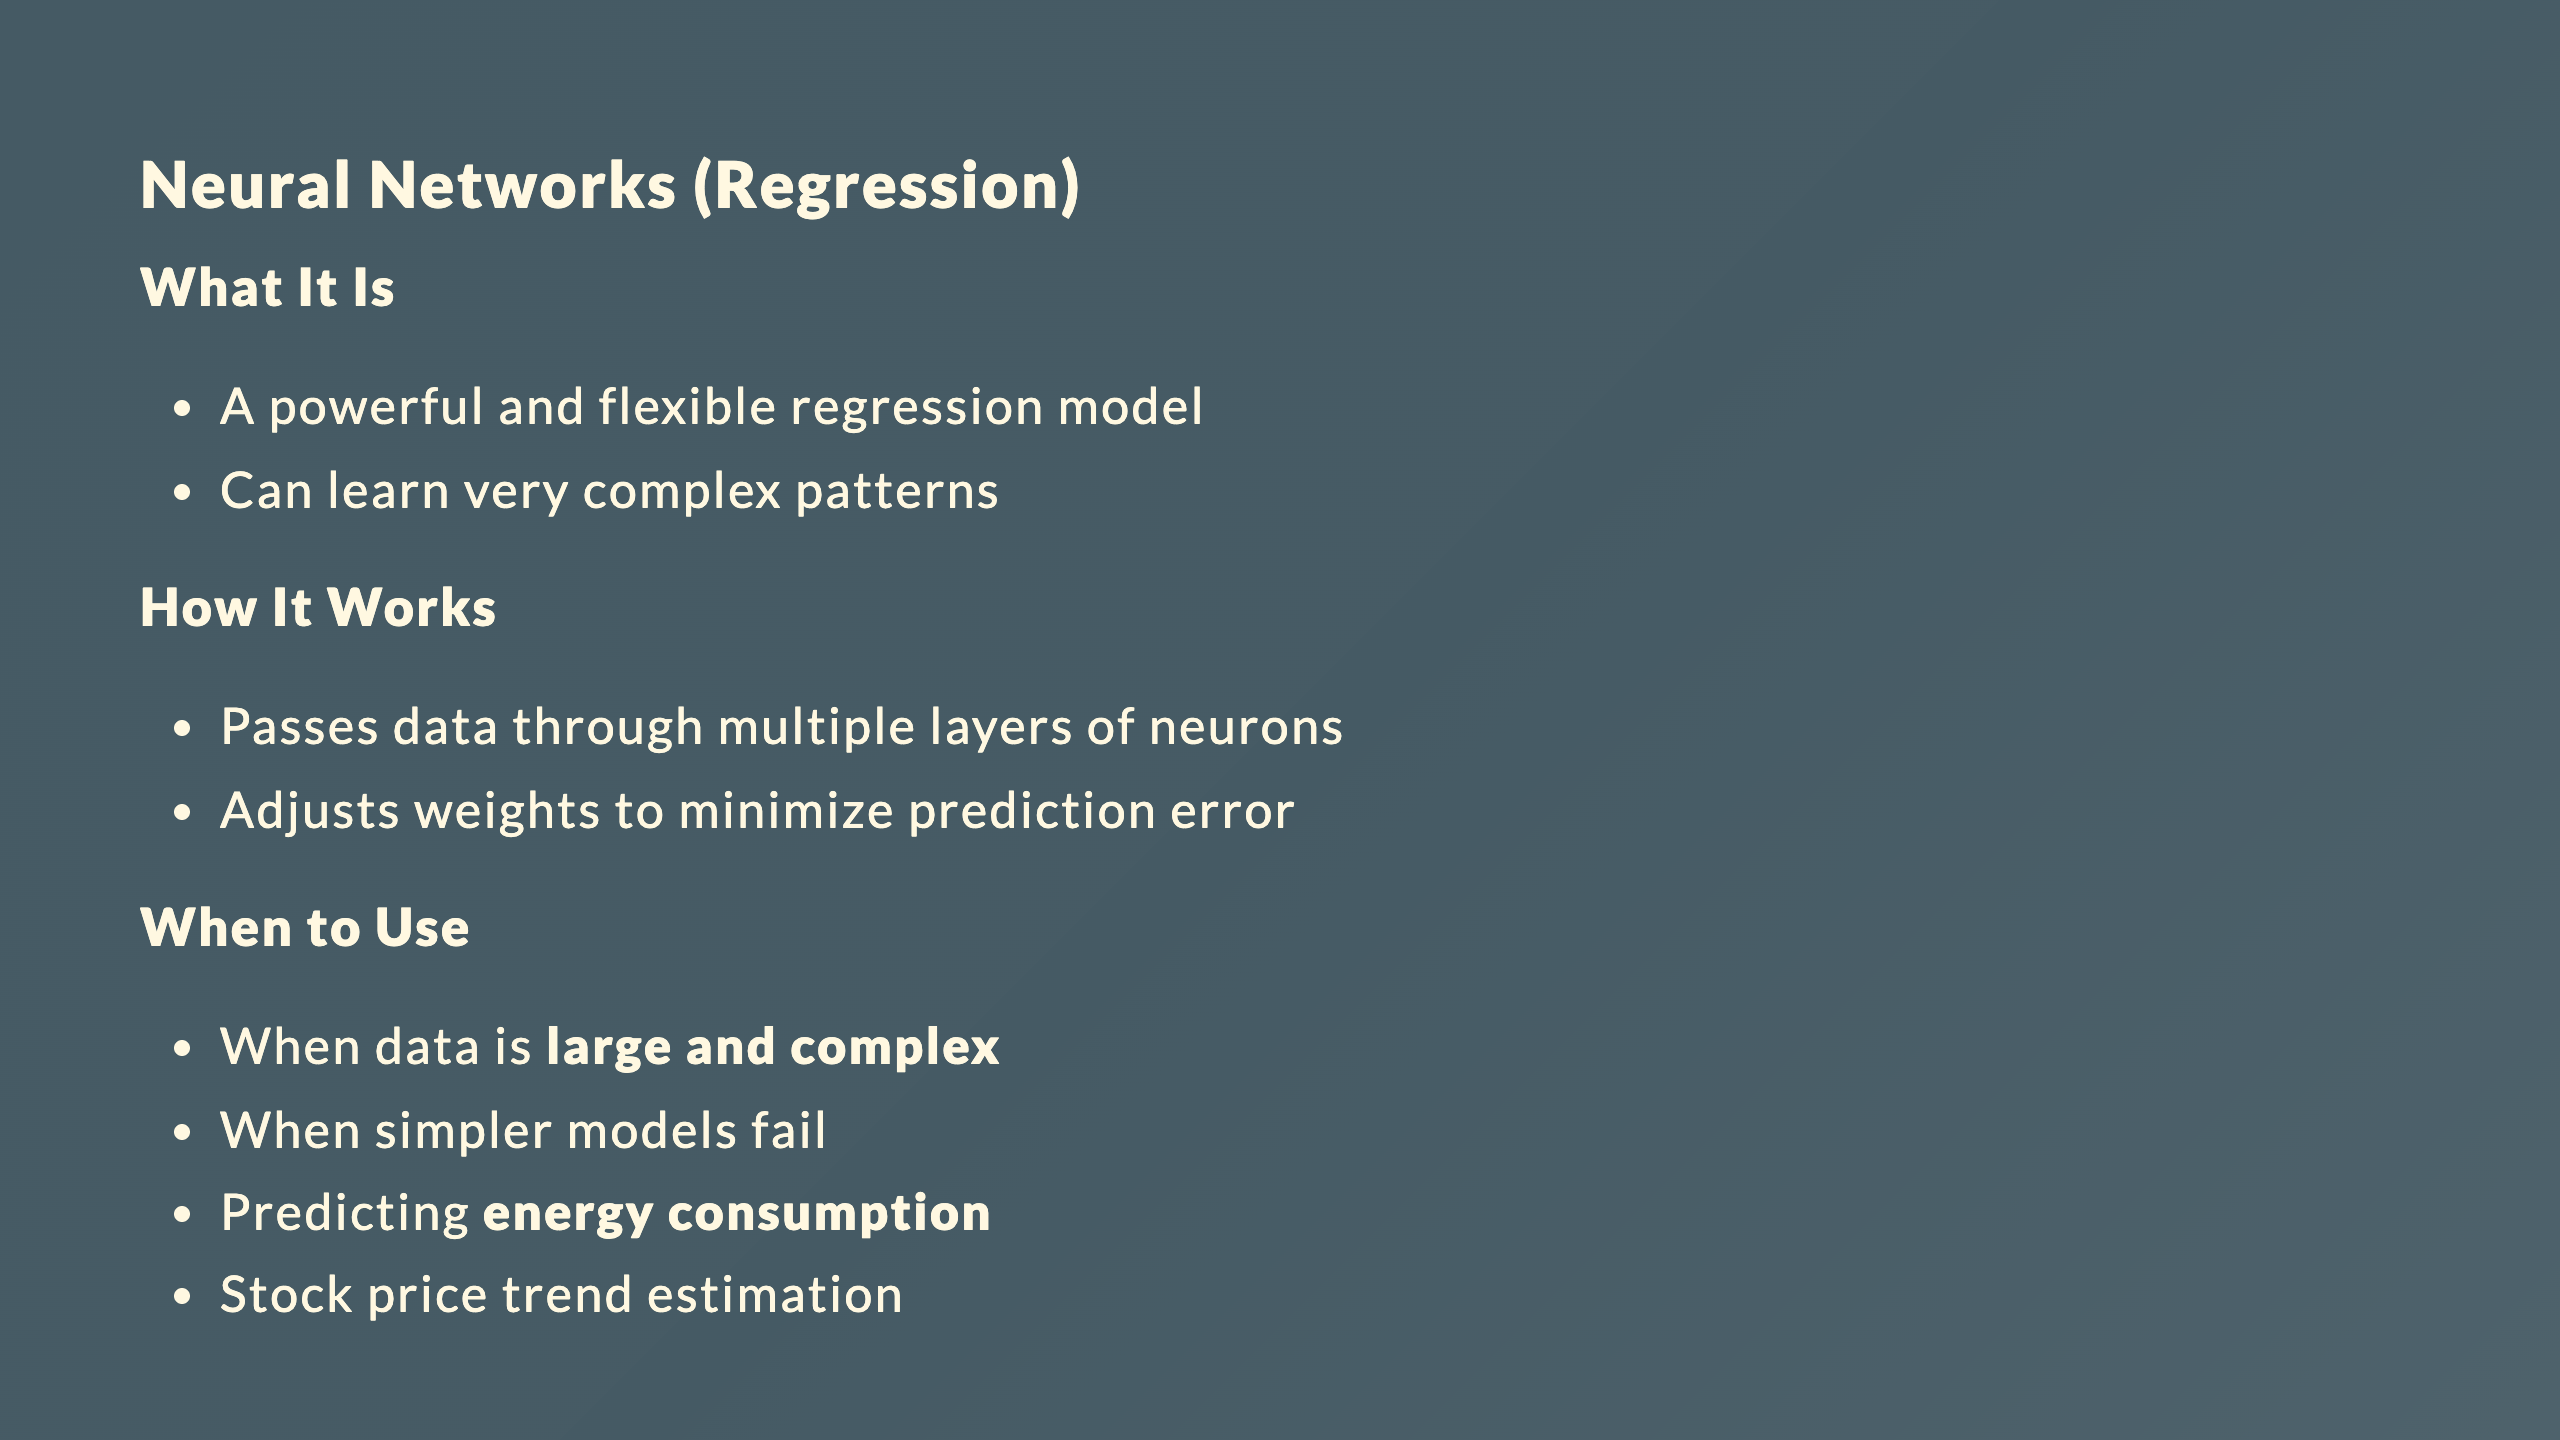 Neural Networks (Regression)
What It Is
• A powerful and flexible regression model
• Can learn very complex patterns
How It Works
• Passes data through multiple layers of neurons
• Adjusts weights to minimize prediction error
When to Use
• When data is large and complex
• When simpler models fail
• Predicting energy consumption
• Stock price trend estimation